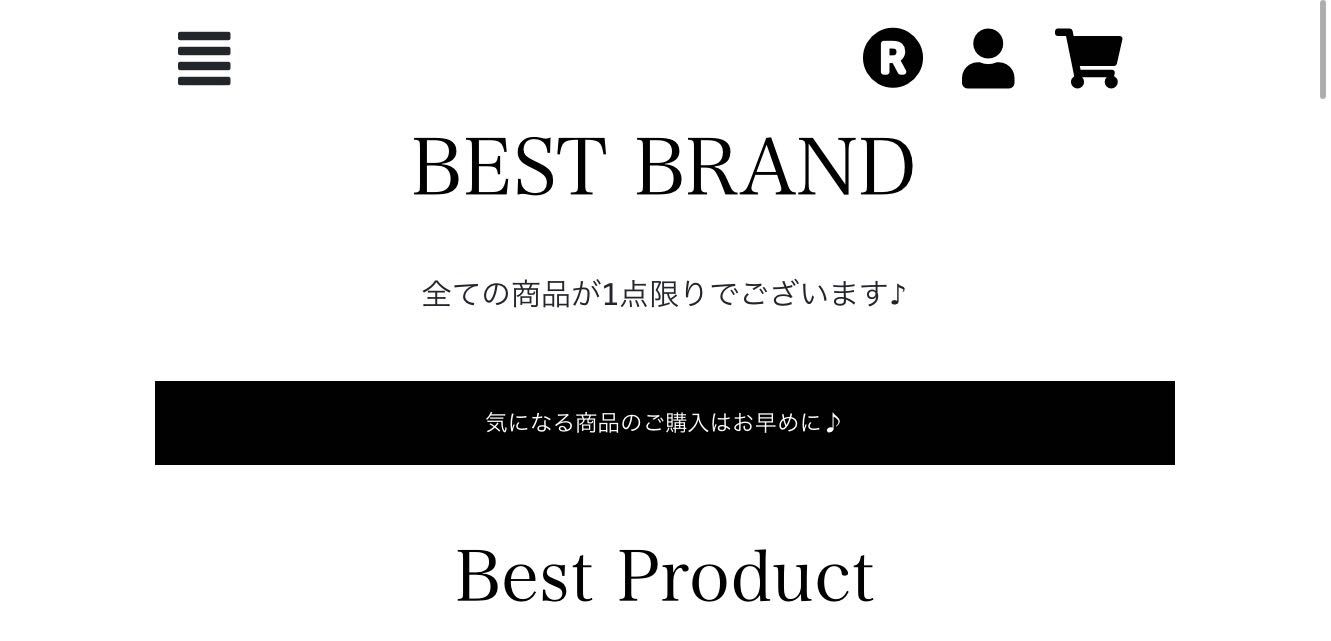 R
BEST BRAND
全ての商品が1点限りでございます♪
気になる商品のご購入はお早めに♪
Best Product